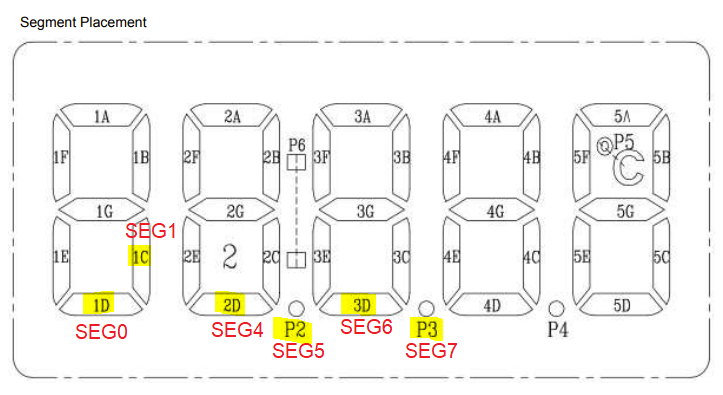 Segment Placement
1A 2A 3A 4A 5A
1F 1B 2F 2B P6 3F 3B 4F 4B 5F P5 C 5B
1G 2G 3G 4G 5G
SEG1
1E 1C 2E 2 2C 3E 3C 4E 4C 5E 5C
1D 2D 3D 4D 5D
SEG0 SEG4 P2 SEG6 P3 P4
SEG5 SEG7